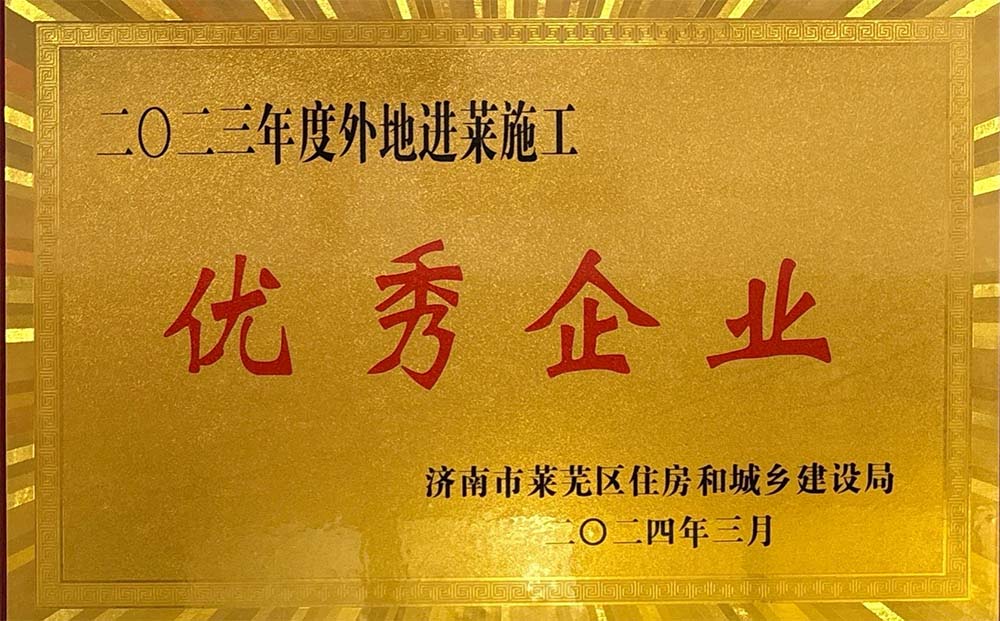 二〇二三年度外地进莱施工
优秀企业
济南市莱芜区住房和城乡建设局
二〇二四年三月